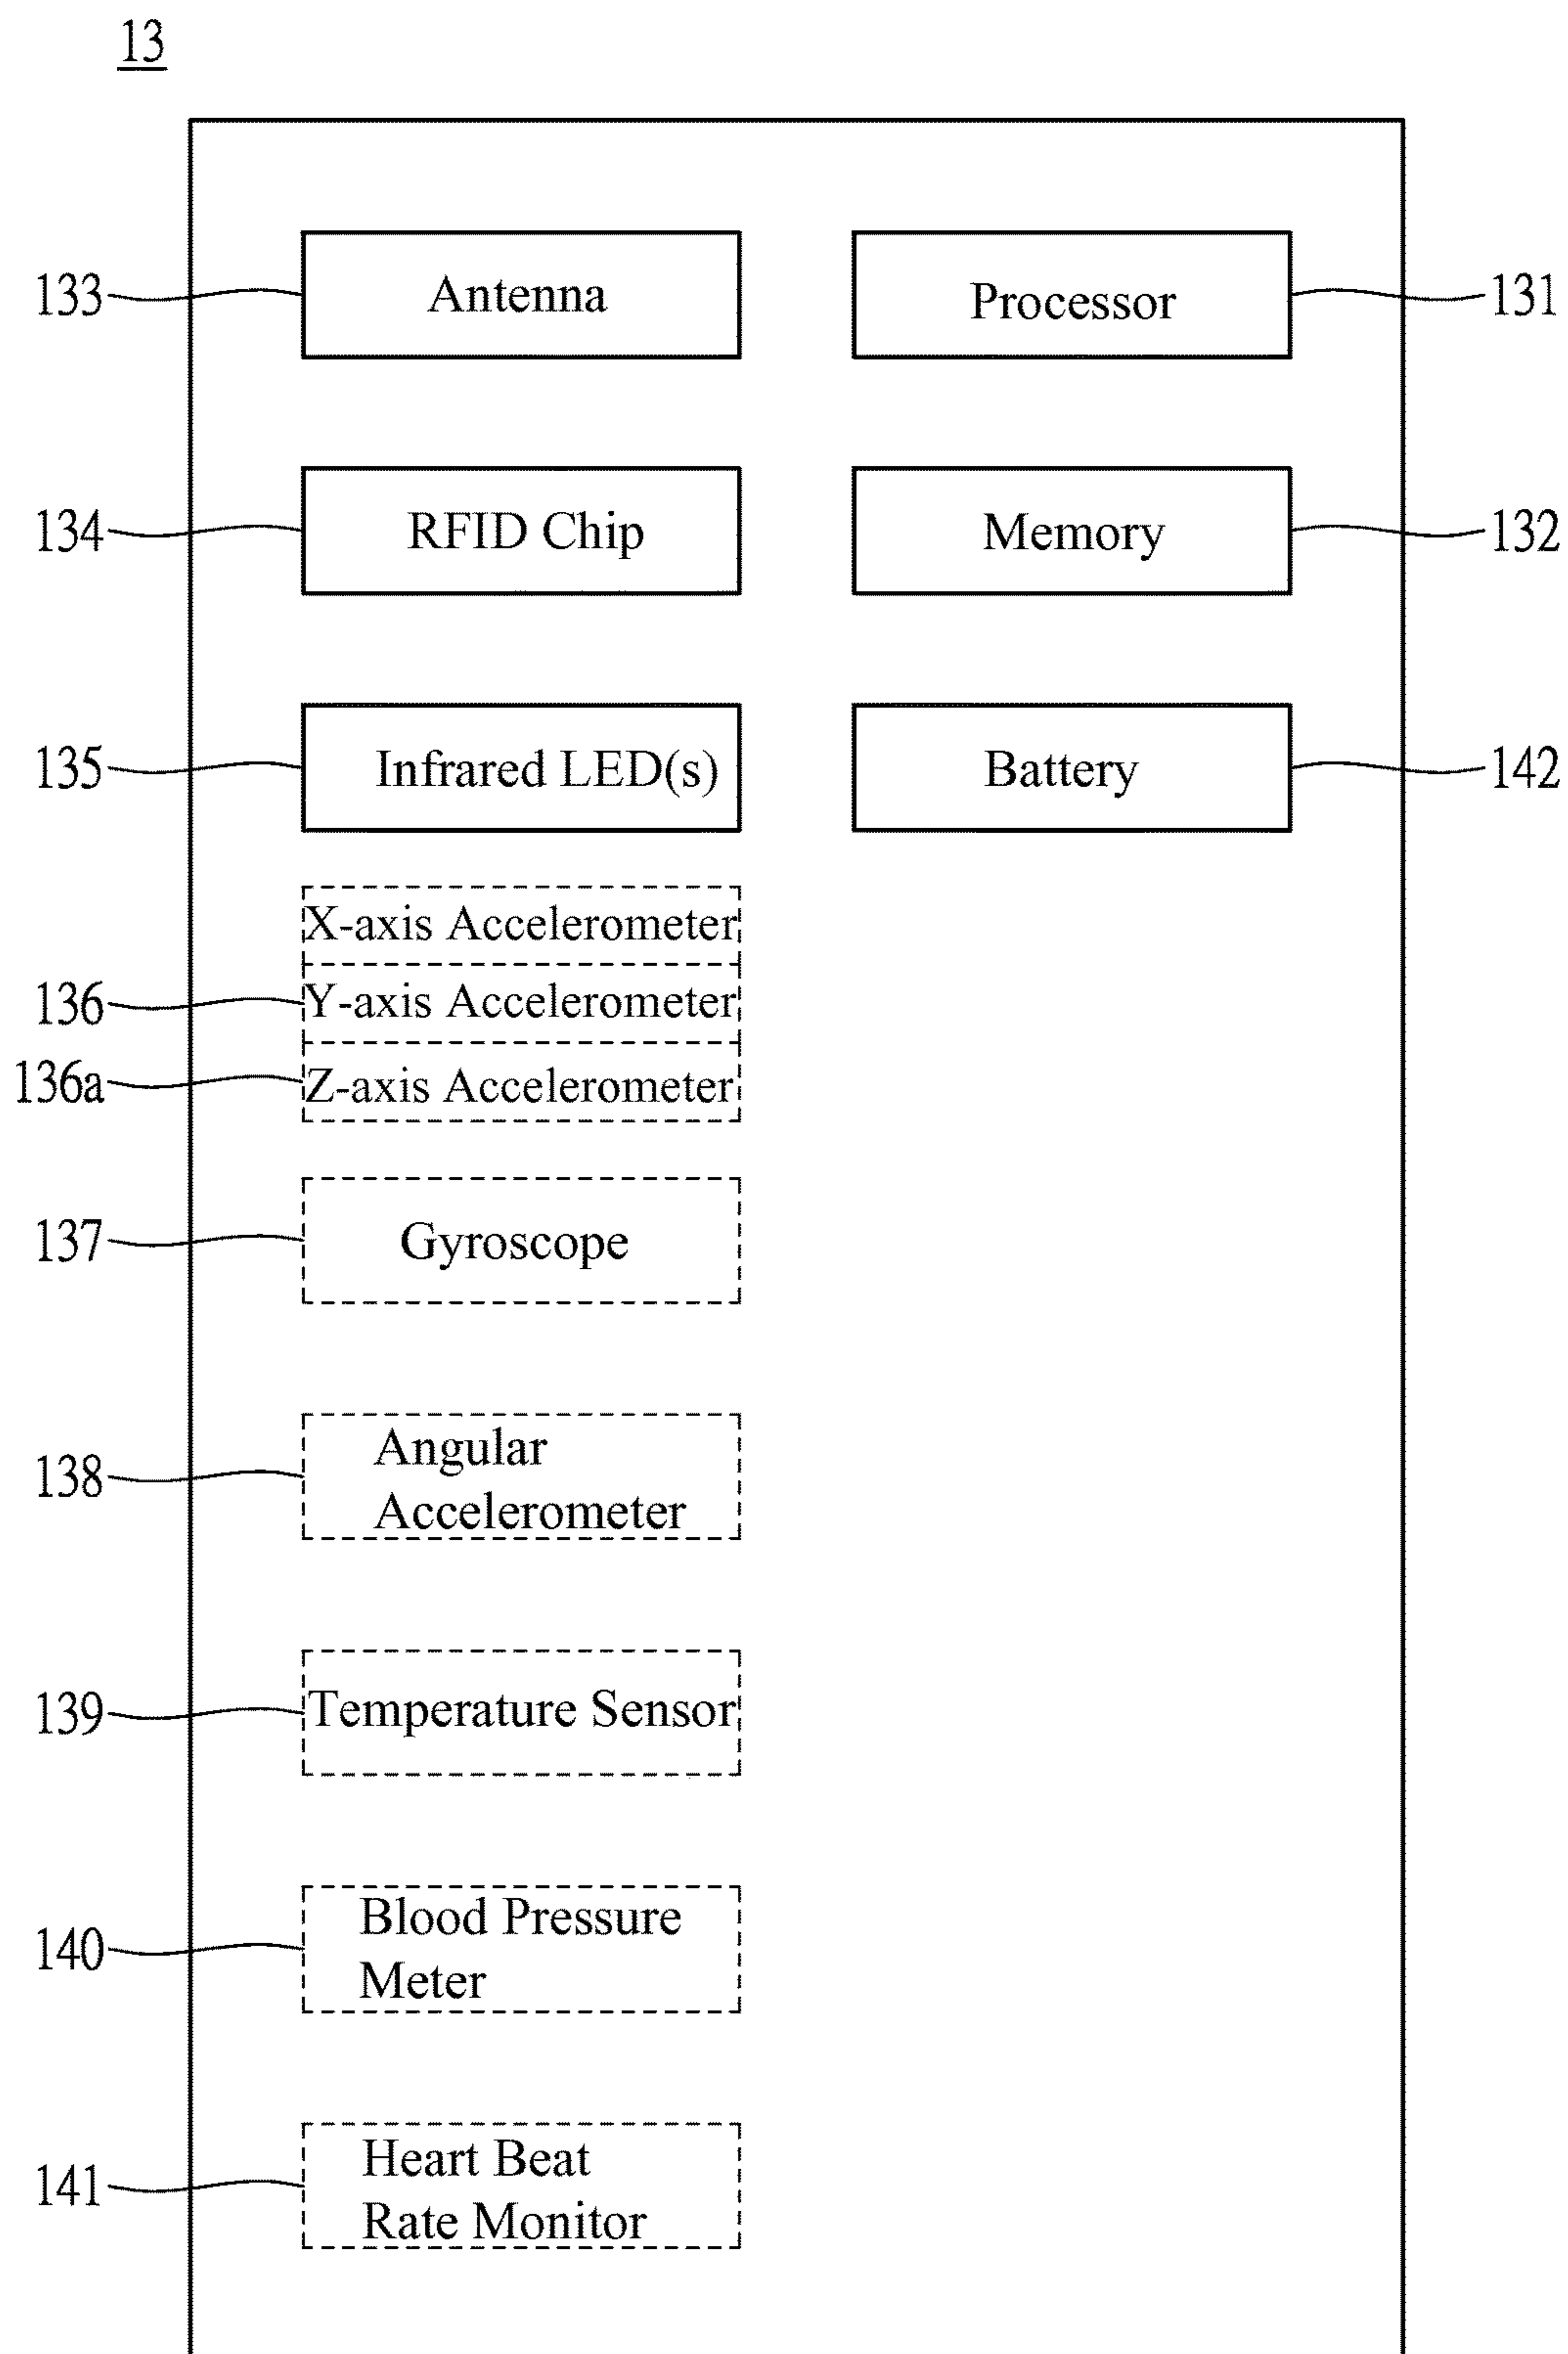 13
133 Antenna Processor 131
134 RFID Chip Memory 132
135 Infrared LED(s) Battery 142
X-axis Accelerometer
136 Y-axis Accelerometer
136a Z-axis Accelerometer
137 Gyroscope
138 Angular
Accelerometer
139 Temperature Sensor
140 Blood Pressure
Meter
141 Heart Beat
Rate Monitor